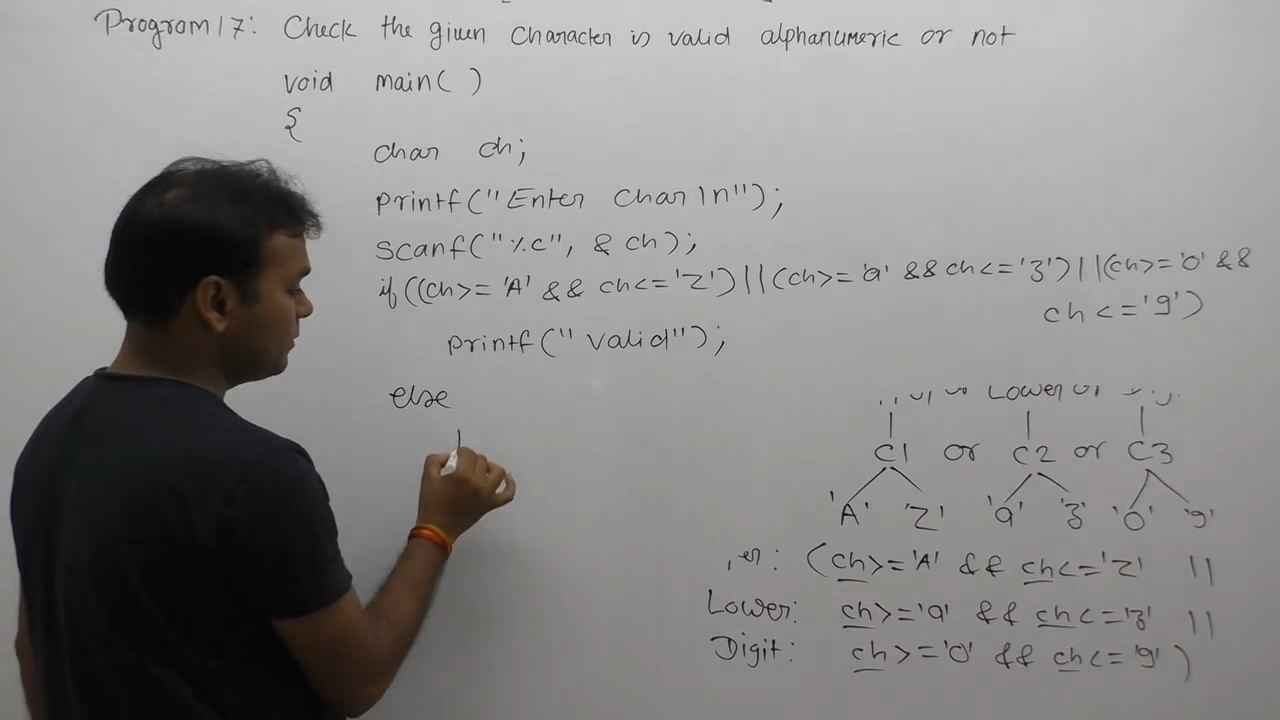 Program 17: Check the given character is valid alphanumeric or not
void main( )
{
char ch;
printf("Enter char\n");
scanf("%c", & ch);
if((ch>='A' && ch<='Z')||(ch>='a' && ch<='z')||(ch>='0' &&
ch<='9')
printf("valid");
else
Lower
C1 or C2 or C3
'A' 'Z' 'a' 'z' '0' '9'
er: (ch>='A' && ch<='Z' ||
Lower: ch>='a' && ch<='z' ||
Digit: ch>='0' && ch<='9')